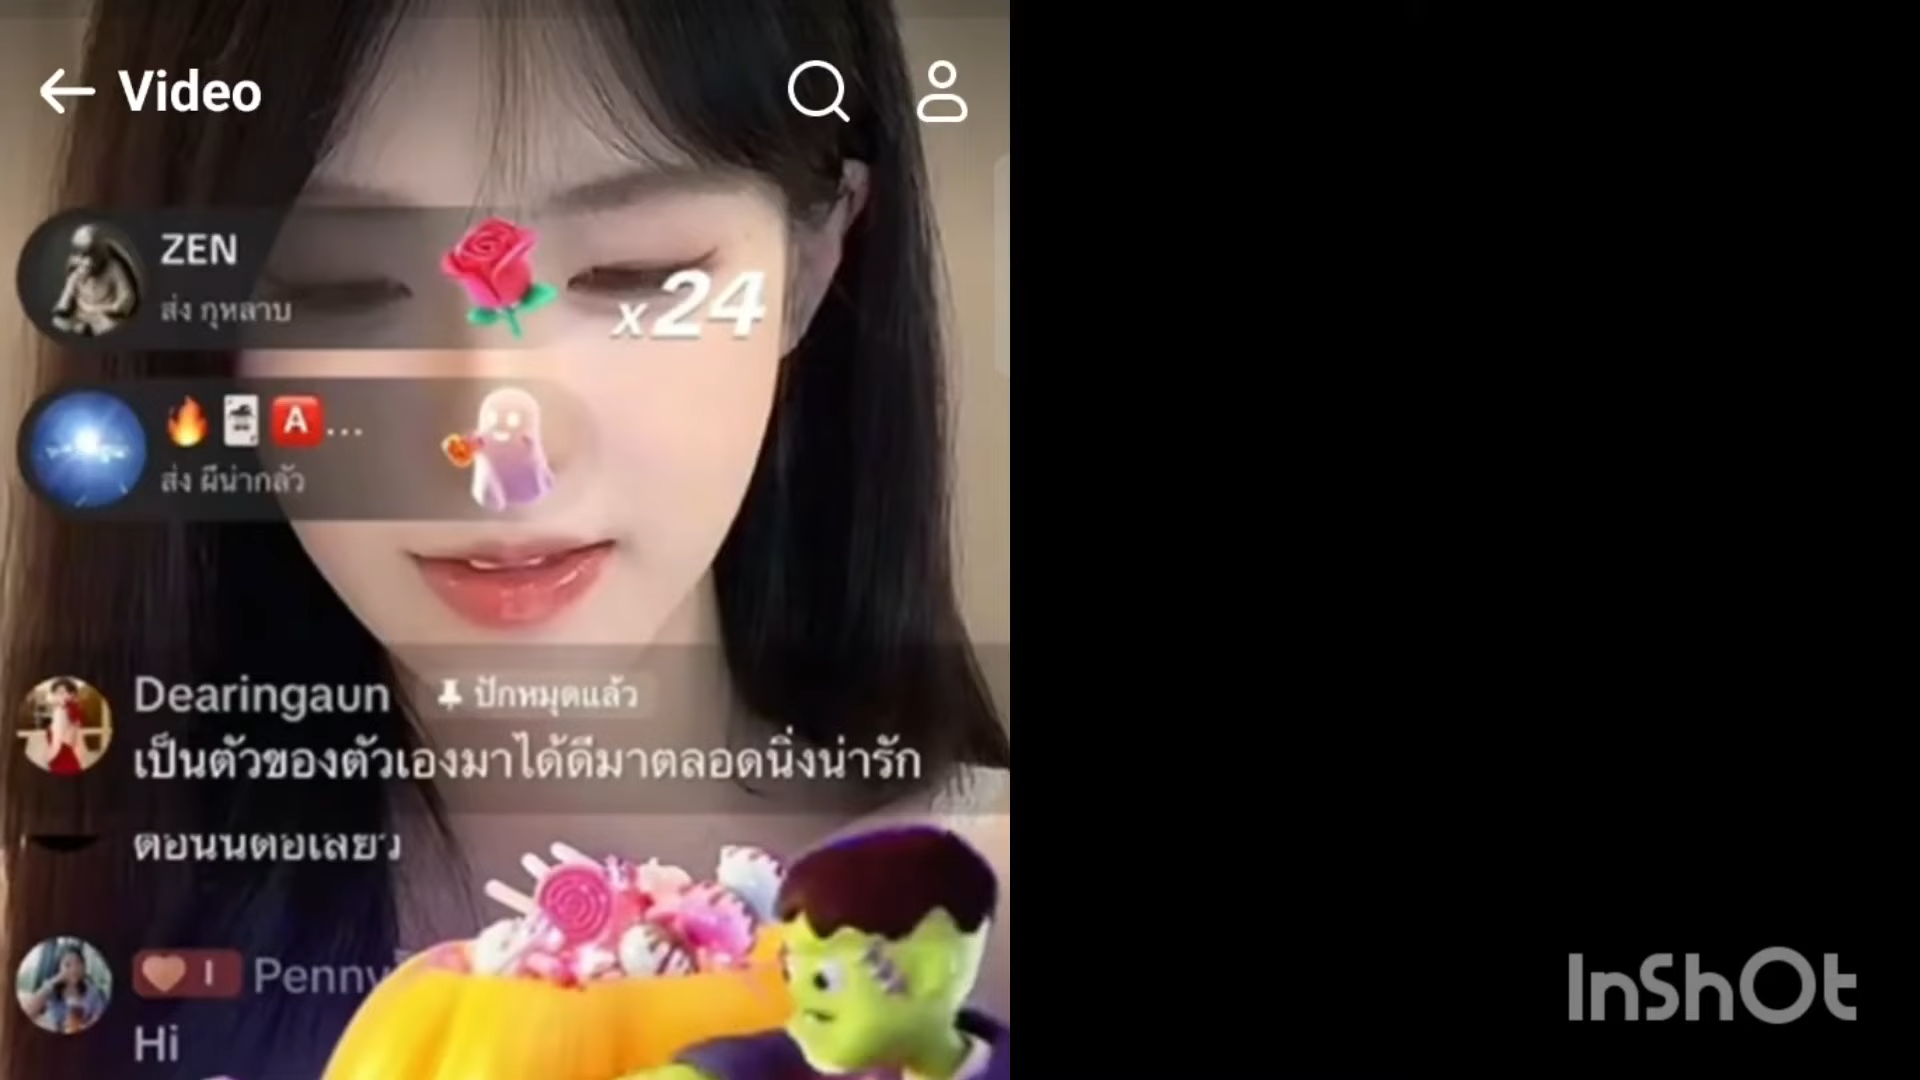 Video
ZEN
ส่ง กุหลาบ
x24
A...
ส่ง ผีน่ากลัว
Dearingaun
ปักหมุดแล้ว
เป็นตัวของตัวเองมาได้ดีมาตลอดนิ่งน่ารัก
I
Penny
Hi
InShOt